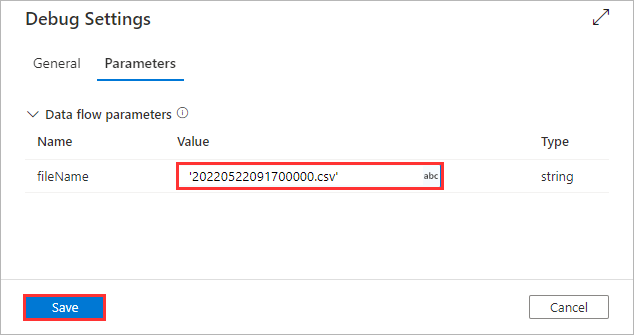 Debug Settings
General Parameters
Data flow parameters
Name Value Type
fileName '20220522091700000.csv' abc string
Save Cancel